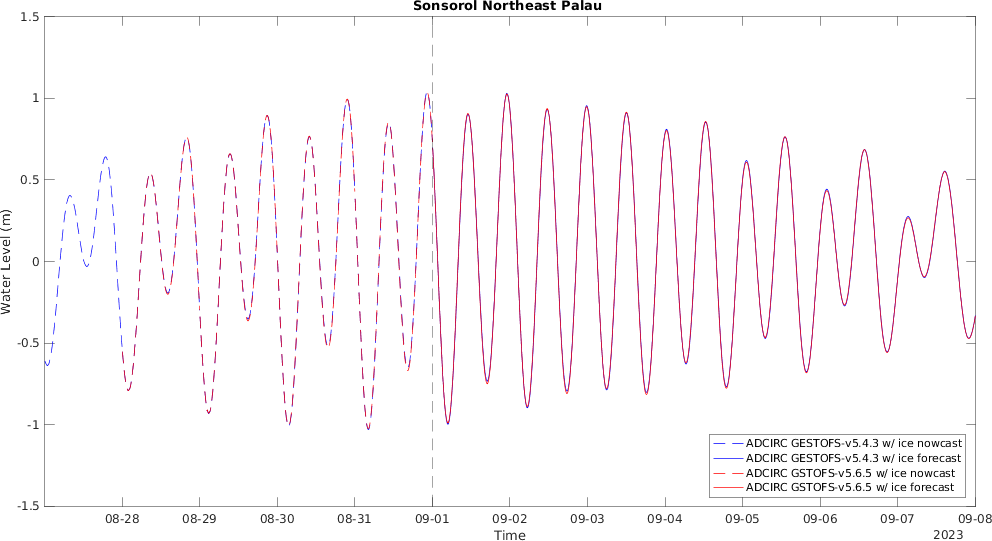 Sonsorol Northeast Palau
1.5
1
0.5
0
-0.5
-1
-1.5
Water Level (m)
08-28
08-29
08-30
08-31
09-01
09-02
09-03
09-04
09-05
09-06
09-07
09-08
Time
2023
ADCIRC GESTOFS-v5.4.3 w/ ice nowcast
ADCIRC GESTOFS-v5.4.3 w/ ice forecast
ADCIRC GSTOFS-v5.6.5 w/ ice nowcast
ADCIRC GSTOFS-v5.6.5 w/ ice forecast